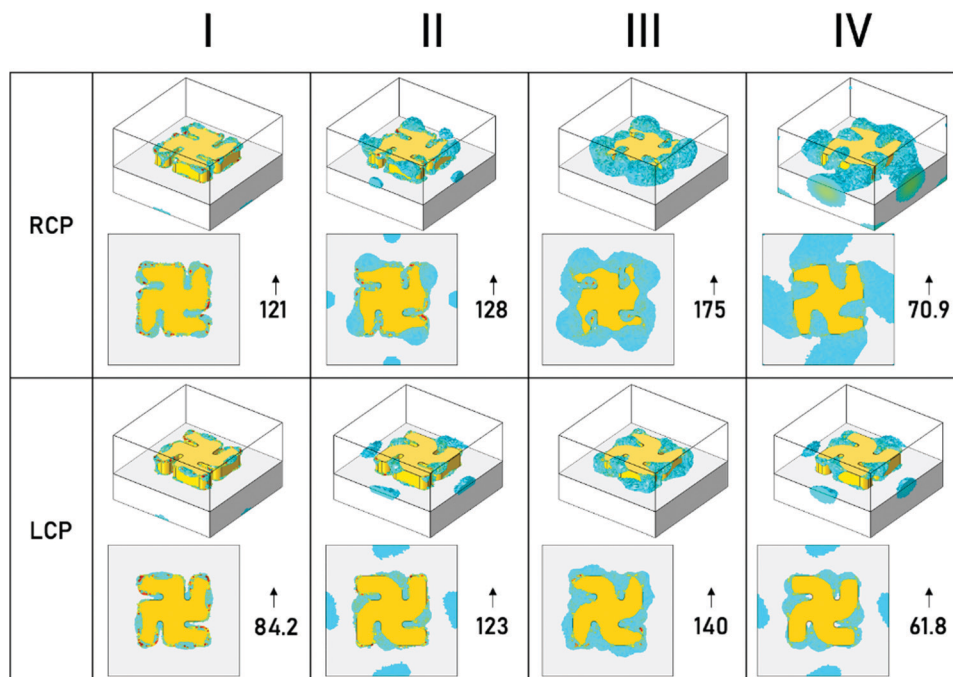 I II III IV
RCP
↑ ↑ ↑ ↑
121 128 175 70.9
LCP
↑ ↑ ↑ ↑
84.2 123 140 61.8